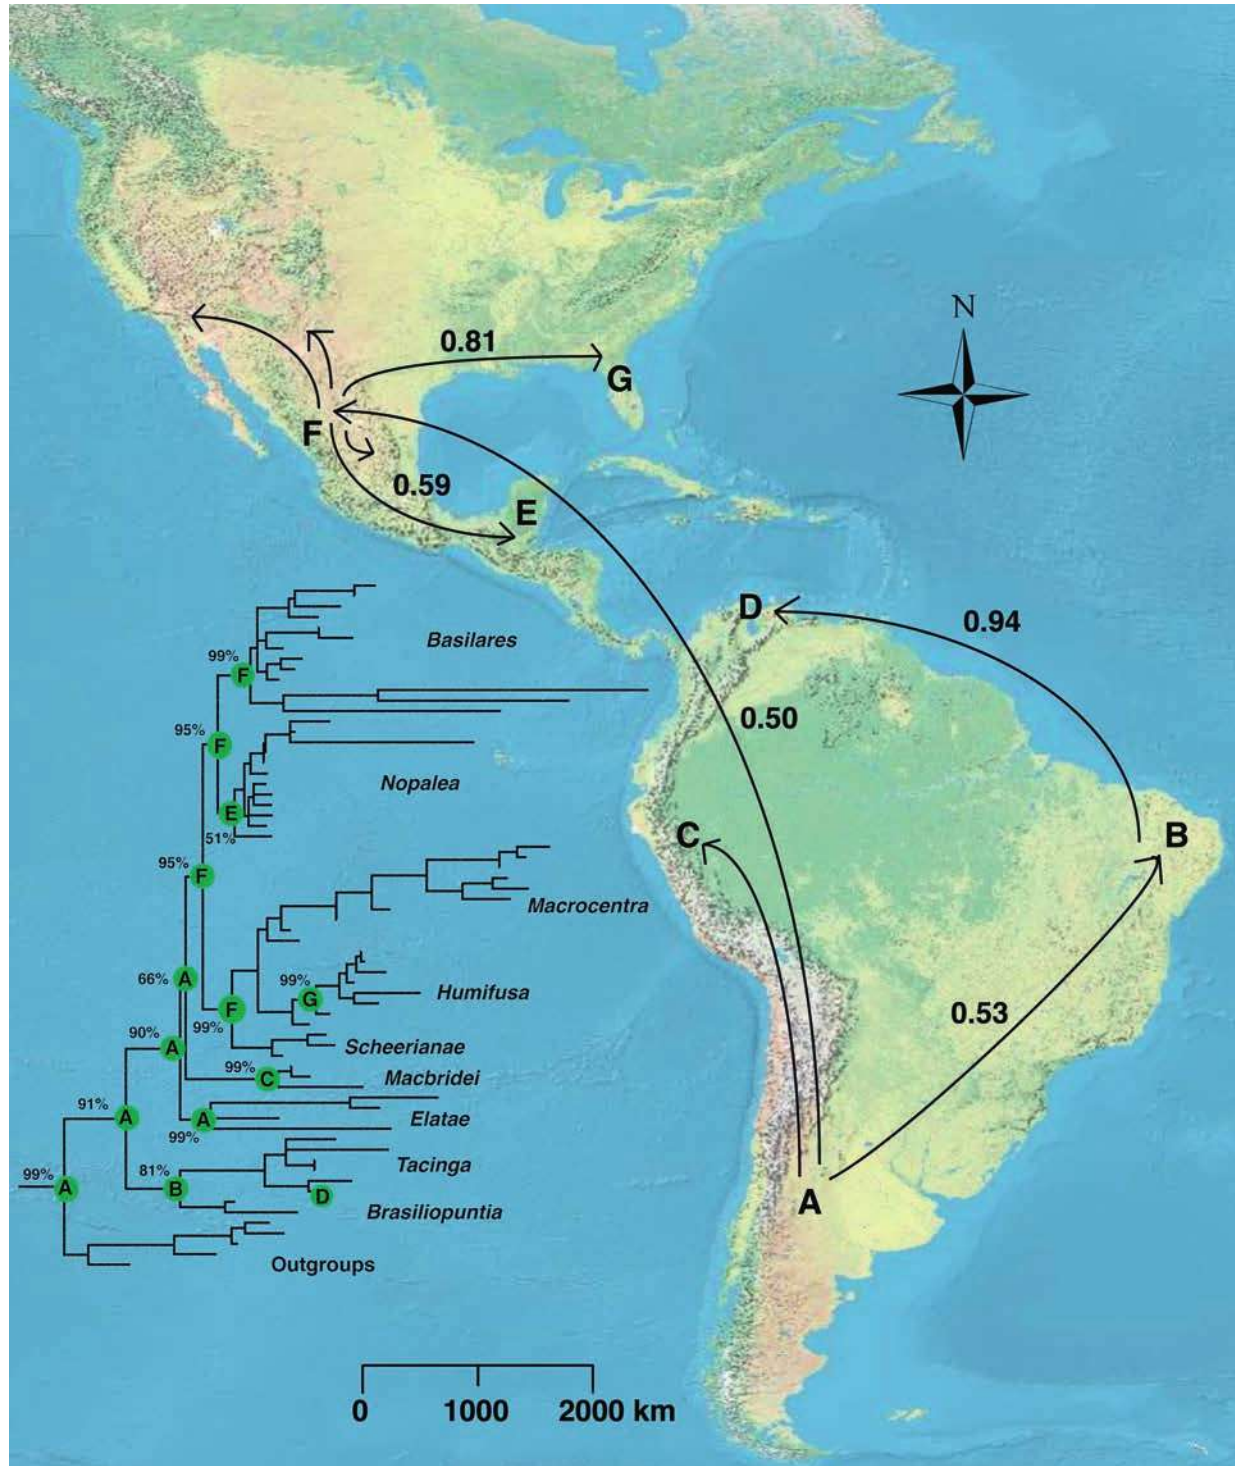 N
0.81
G
F
0.59
E
D
0.94
0.50
C
B
0.53
A
Basilares
99%
F
95%
F
Nopalea
E
51%
95%
F
Macrocentra
66%
A
99%
G
Humifusa
F
99%
90%
A
Scheerianae
99%
C
Macbridei
91%
A
A
Elatae
99%
Tacinga
99%
A
81%
B
D
Brasiliopuntia
Outgroups
0 1000 2000 km